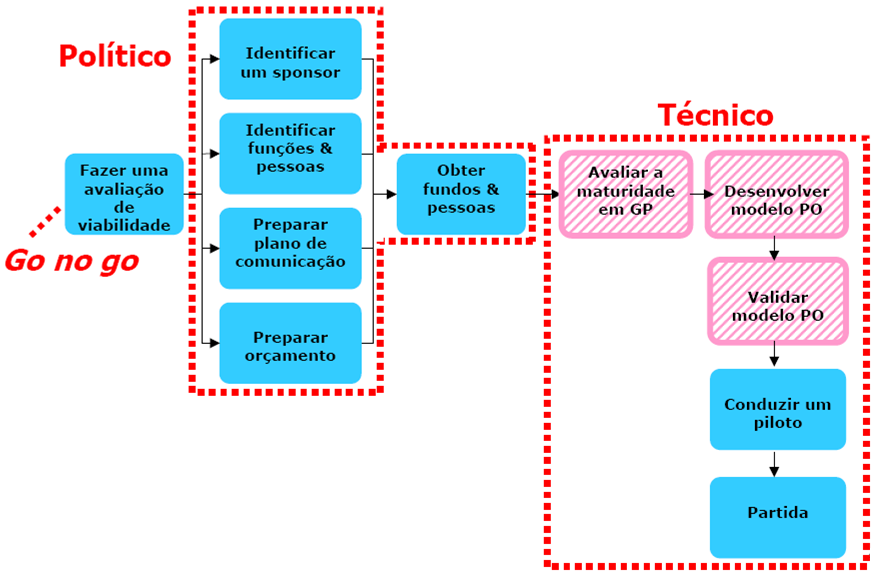 Político
Identificar
um sponsor
Identificar
funções &
pessoas
Preparar
plano de
comunicação
Preparar
orçamento
Fazer uma
avaliação
de
viabilidade
Go no go
Obter
fundos &
pessoas
Técnico
Avaliar a
maturidade
em GP
Desenvolver
modelo PO
Validar
modelo PO
Conduzir um
piloto
Partida